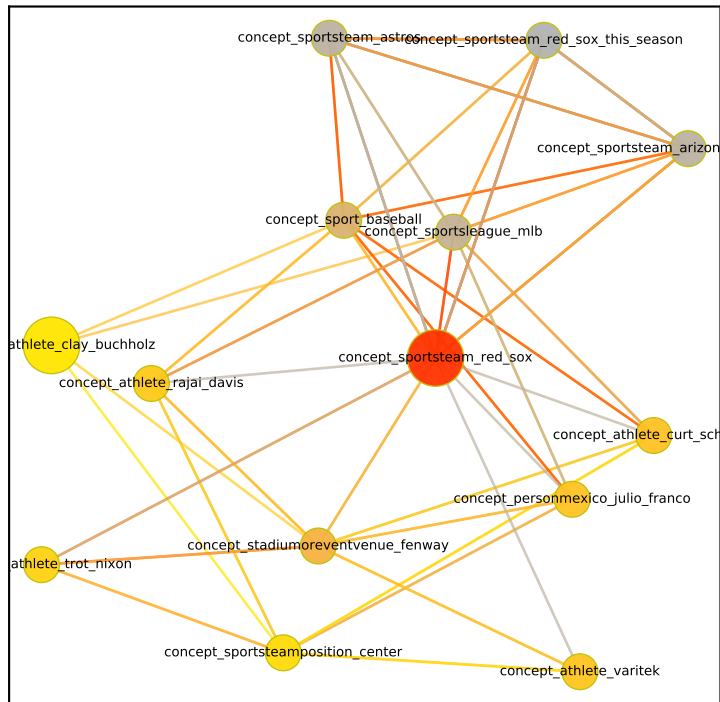 concept_sportsteam_astros
concept_sportsteam_red_sox_this_season
concept_sportsteam_arizon
concept_sport_baseball
concept_sportsleague_mlb
athlete_clay_buchholz
concept_sportsteam_red_sox
concept_athlete_rajai_davis
concept_athlete_curt_sch
concept_personmexico_julio_franco
concept_stadiumoreventvenue_fenway
athlete_trot_nixon
concept_sportsteamposition_center
concept_athlete_varitek